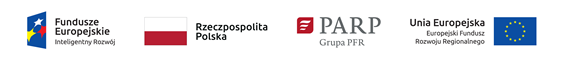 Fundusze
Europejskie
Inteligentny Rozwój
Rzeczpospolita
Polska
PARP
Grupa PFR
Unia Europejska
Europejski Fundusz
Rozwoju Regionalnego